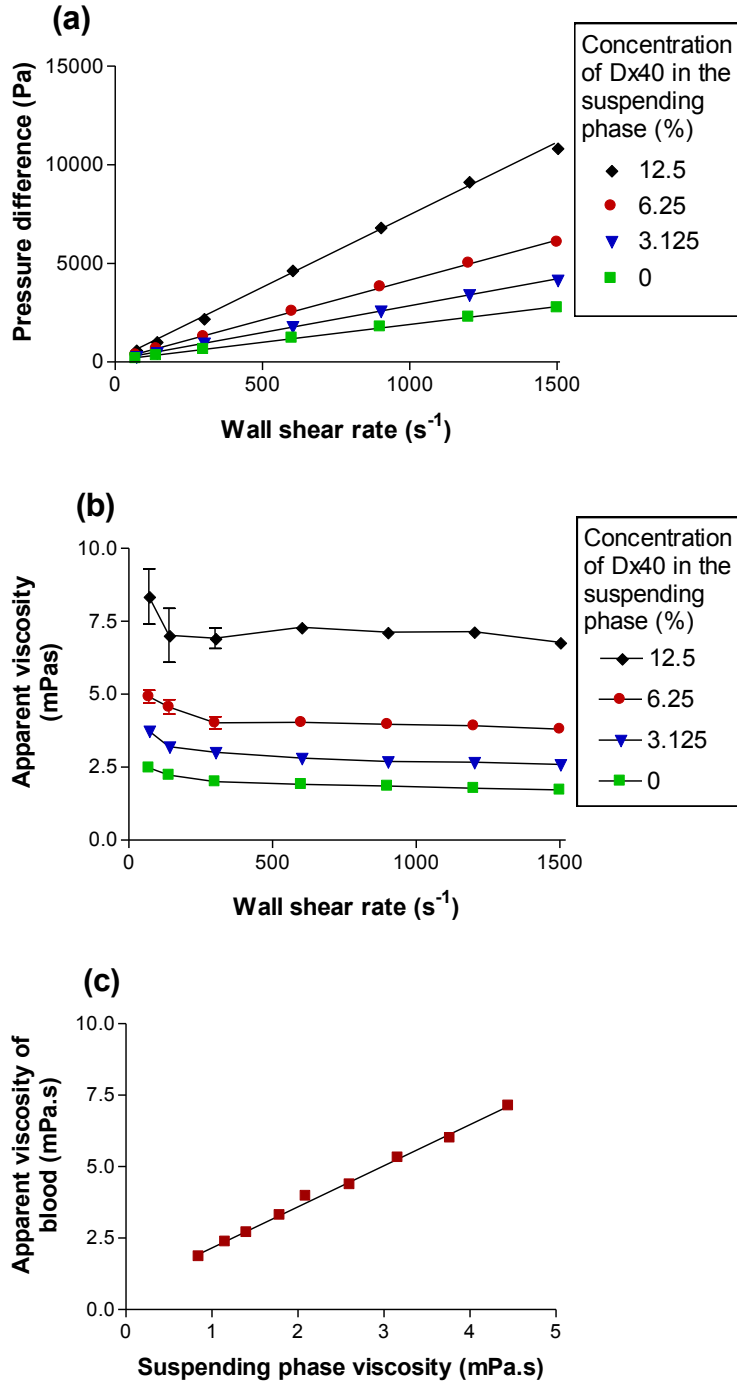 (a)
Pressure difference (Pa)
15000
10000
5000
0
0
500
1000
1500
Wall shear rate (s⁻¹)
Concentration
of Dx40 in the
suspending
phase (%)
12.5
6.25
3.125
0
(b)
Apparent viscosity
(mPas)
10.0
7.5
5.0
2.5
0.0
0
500
1000
1500
Wall shear rate (s⁻¹)
Concentration
of Dx40 in the
suspending
phase (%)
12.5
6.25
3.125
0
(c)
Apparent viscosity of
blood (mPa.s)
10.0
7.5
5.0
2.5
0.0
0
1
2
3
4
5
Suspending phase viscosity (mPa.s)